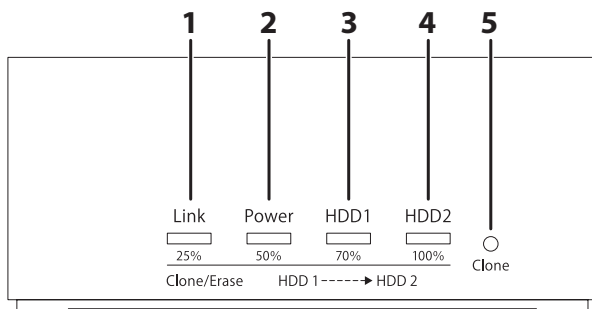 1 2 3 4 5
Link Power HDD1 HDD2
25% 50% 70% 100%
Clone
Clone/Erase HDD 1 HDD 2